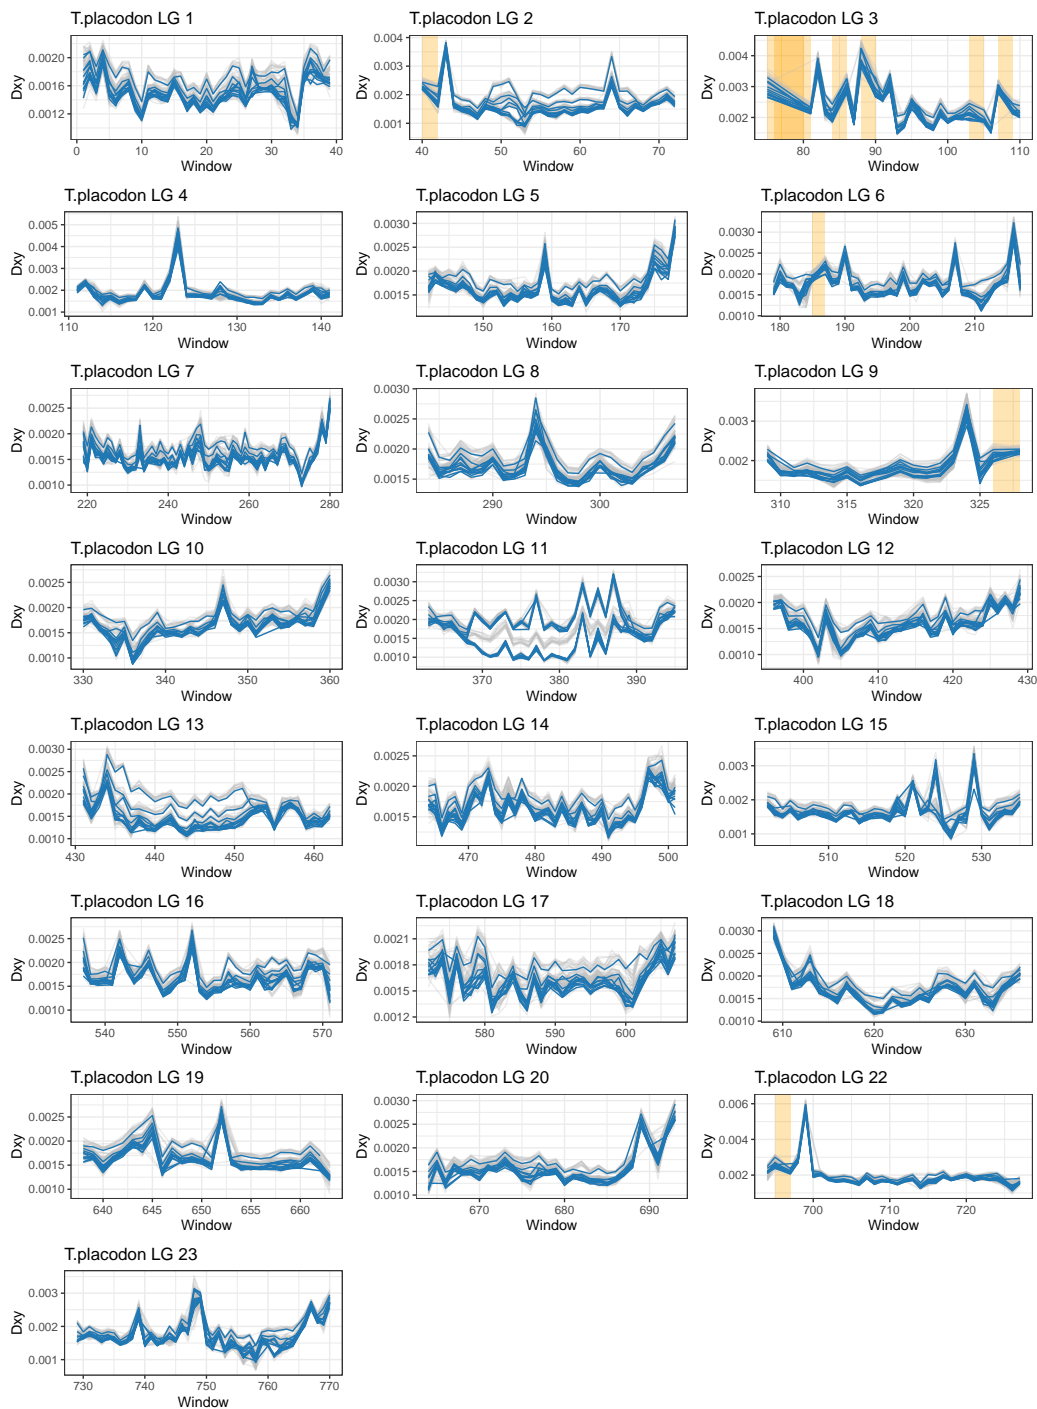 T.placodon LG 1
T.placodon LG 2
T.placodon LG 3
Dxy
0.0020
0.0016
0.0012
0 10 20 30 40
Window
Dxy
0.004
0.003
0.002
0.001
40 50 60 70
Window
Dxy
0.004
0.003
0.002
80 90 100 110
Window
T.placodon LG 4
T.placodon LG 5
T.placodon LG 6
Dxy
0.005
0.004
0.003
0.002
0.001
110 120 130 140
Window
Dxy
0.0030
0.0025
0.0020
0.0015
150 160 170
Window
Dxy
0.0030
0.0025
0.0020
0.0015
0.0010
180 190 200 210
Window
T.placodon LG 7
T.placodon LG 8
T.placodon LG 9
Dxy
0.0025
0.0020
0.0015
0.0010
220 240 260 280
Window
Dxy
0.0030
0.0025
0.0020
0.0015
290 300
Window
Dxy
0.003
0.002
310 315 320 325
Window
T.placodon LG 10
T.placodon LG 11
T.placodon LG 12
Dxy
0.0025
0.0020
0.0015
0.0010
330 340 350 360
Window
Dxy
0.0030
0.0025
0.0020
0.0015
0.0010
370 380 390
Window
Dxy
0.0025
0.0020
0.0015
0.0010
400 410 420 430
Window
T.placodon LG 13
T.placodon LG 14
T.placodon LG 15
Dxy
0.0030
0.0025
0.0020
0.0015
0.0010
430 440 450 460
Window
Dxy
0.0025
0.0020
0.0015
470 480 490 500
Window
Dxy
0.003
0.002
0.001
510 520 530
Window
T.placodon LG 16
T.placodon LG 17
T.placodon LG 18
Dxy
0.0025
0.0020
0.0015
0.0010
540 550 560 570
Window
Dxy
0.0021
0.0018
0.0015
0.0012
580 590 600
Window
Dxy
0.0030
0.0025
0.0020
0.0015
0.0010
610 620 630
Window
T.placodon LG 19
T.placodon LG 20
T.placodon LG 22
Dxy
0.0025
0.0020
0.0015
0.0010
640 645 650 655 660
Window
Dxy
0.0030
0.0025
0.0020
0.0015
0.0010
670 680 690
Window
Dxy
0.006
0.004
0.002
700 710 720
Window
T.placodon LG 23
Dxy
0.003
0.002
0.001
730 740 750 760 770
Window